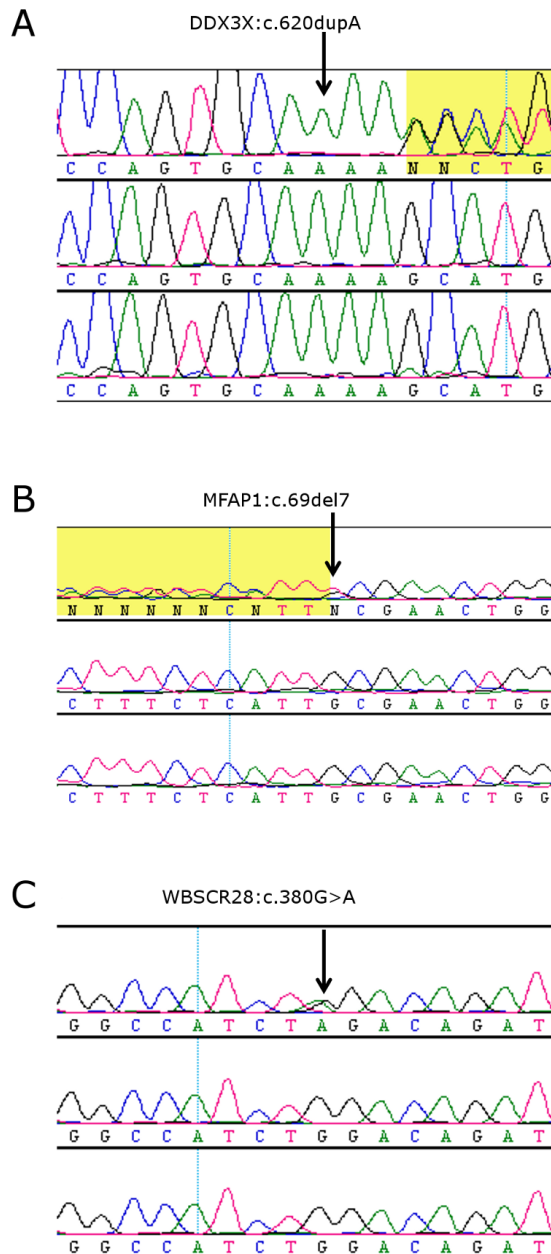 A
DDX3X:c.620dupA
C C A G T G C A A A A N N C T G
C C A G T G C A A A A G C A T G
C C A G T G C A A A A G C A T G
B
MFAP1:c.69del7
N N N N N N C N T T N C G A A C T G G
C T T T C T C A T T G C G A A C T G G
C T T T C T C A T T G C G A A C T G G
C
WBSCR28:c.380G>A
G G C C A T C T A G A C A G A T
G G C C A T C T G G A C A G A T
G G C C A T C T G G A C A G A T